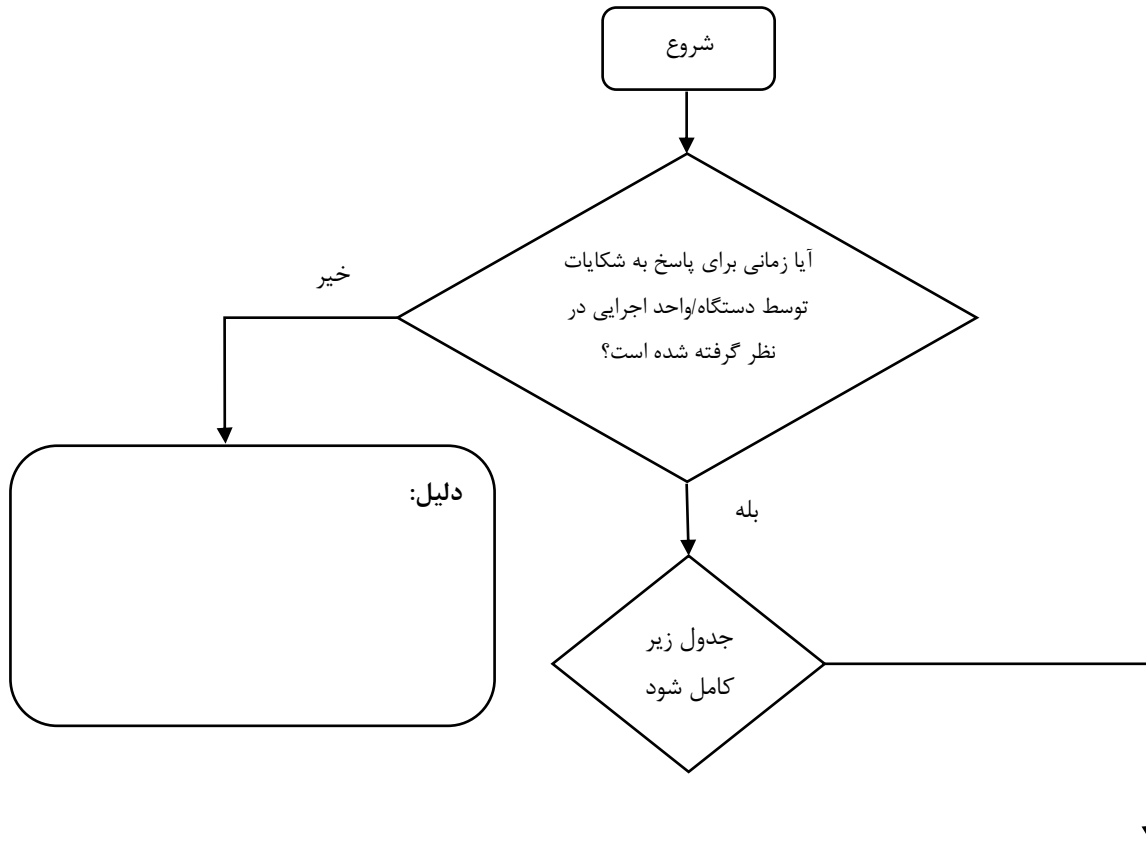 شروع
آیا زمانی برای پاسخ به شکایات
توسط دستگاه/واحد اجرایی در
نظر گرفته شده است؟
خیر
دلیل:
بله
جدول زیر
کامل شود